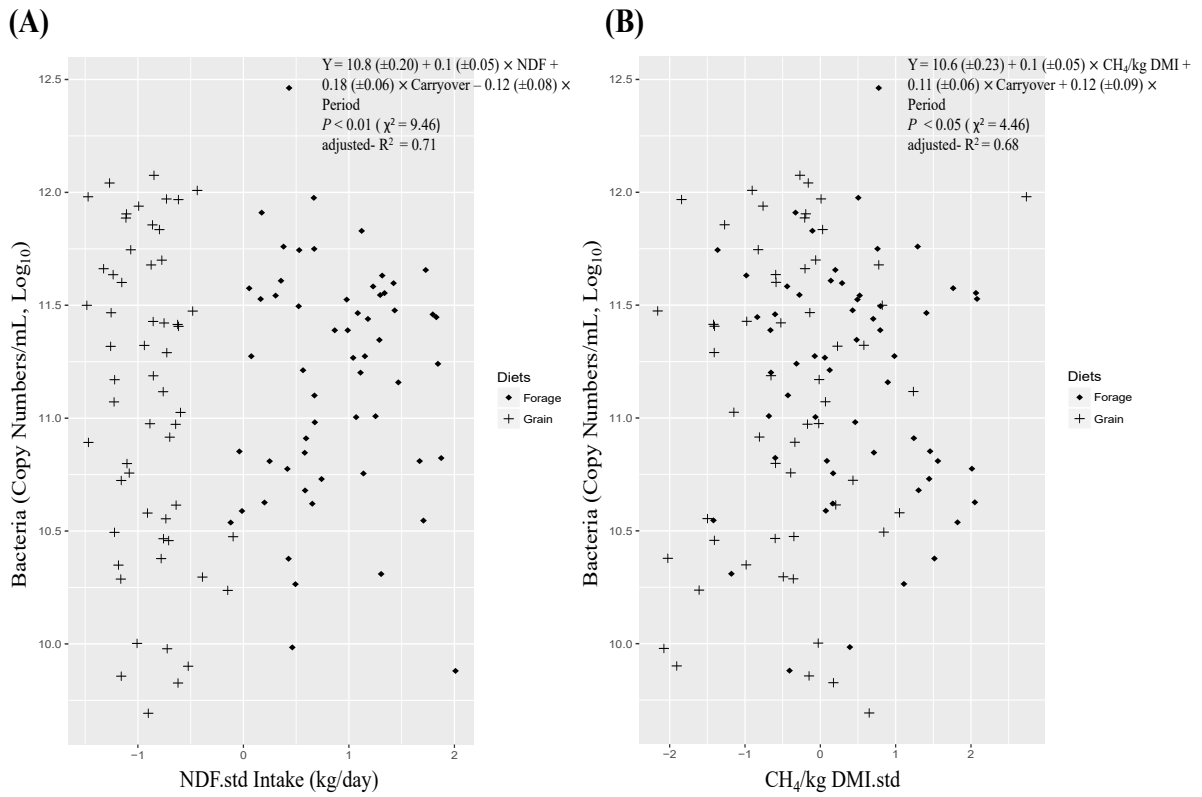 (A)
Y = 10.8 (±0.20) + 0.1 (±0.05) × NDF +
0.18 (±0.06) × Carryover – 0.12 (±0.08) ×
Period
P < 0.01 ( χ² = 9.46)
adjusted- R² = 0.71
Bacteria (Copy Numbers/mL, Log₁₀)
12.5
12.0
11.5
11.0
10.5
10.0
−1
0
1
2
NDF.std Intake (kg/day)
Diets
Forage
Grain
(B)
Y = 10.6 (±0.23) + 0.1 (±0.05) × CH₄/kg DMI +
0.11 (±0.06) × Carryover + 0.12 (±0.09) ×
Period
P < 0.05 ( χ² = 4.46)
adjusted- R² = 0.68
Bacteria (Copy Numbers/mL, Log₁₀)
12.5
12.0
11.5
11.0
10.5
10.0
−2
−1
0
1
2
CH₄/kg DMI.std
Diets
Forage
Grain